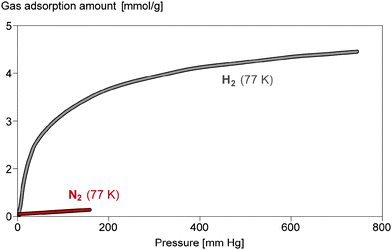 Gas adsorption amount [mmol/g]
5
4
H2 (77 K)
3
2
N2 (77 K)
1
0
0 200 400 600 800
Pressure [mm Hg]